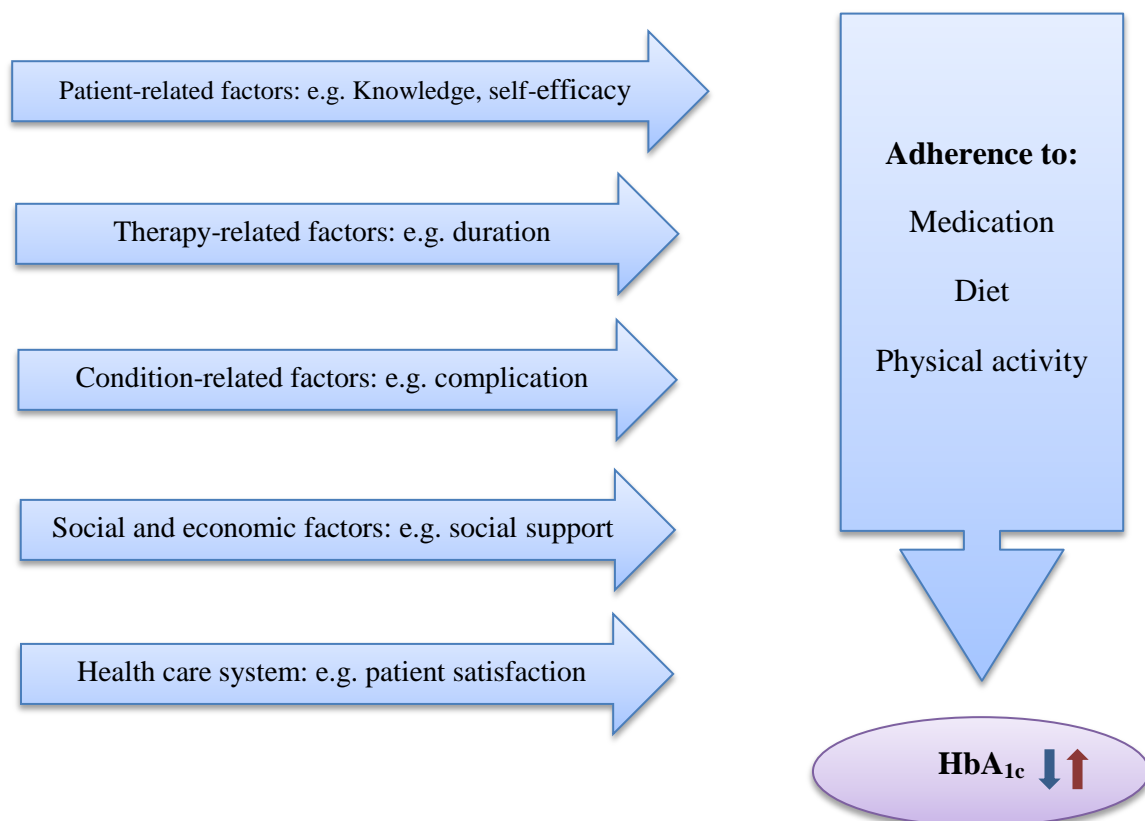 Patient-related factors: e.g. Knowledge, self-efficacy
Therapy-related factors: e.g. duration
Condition-related factors: e.g. complication
Social and economic factors: e.g. social support
Health care system: e.g. patient satisfaction
Adherence to:
Medication
Diet
Physical activity
HbA1c